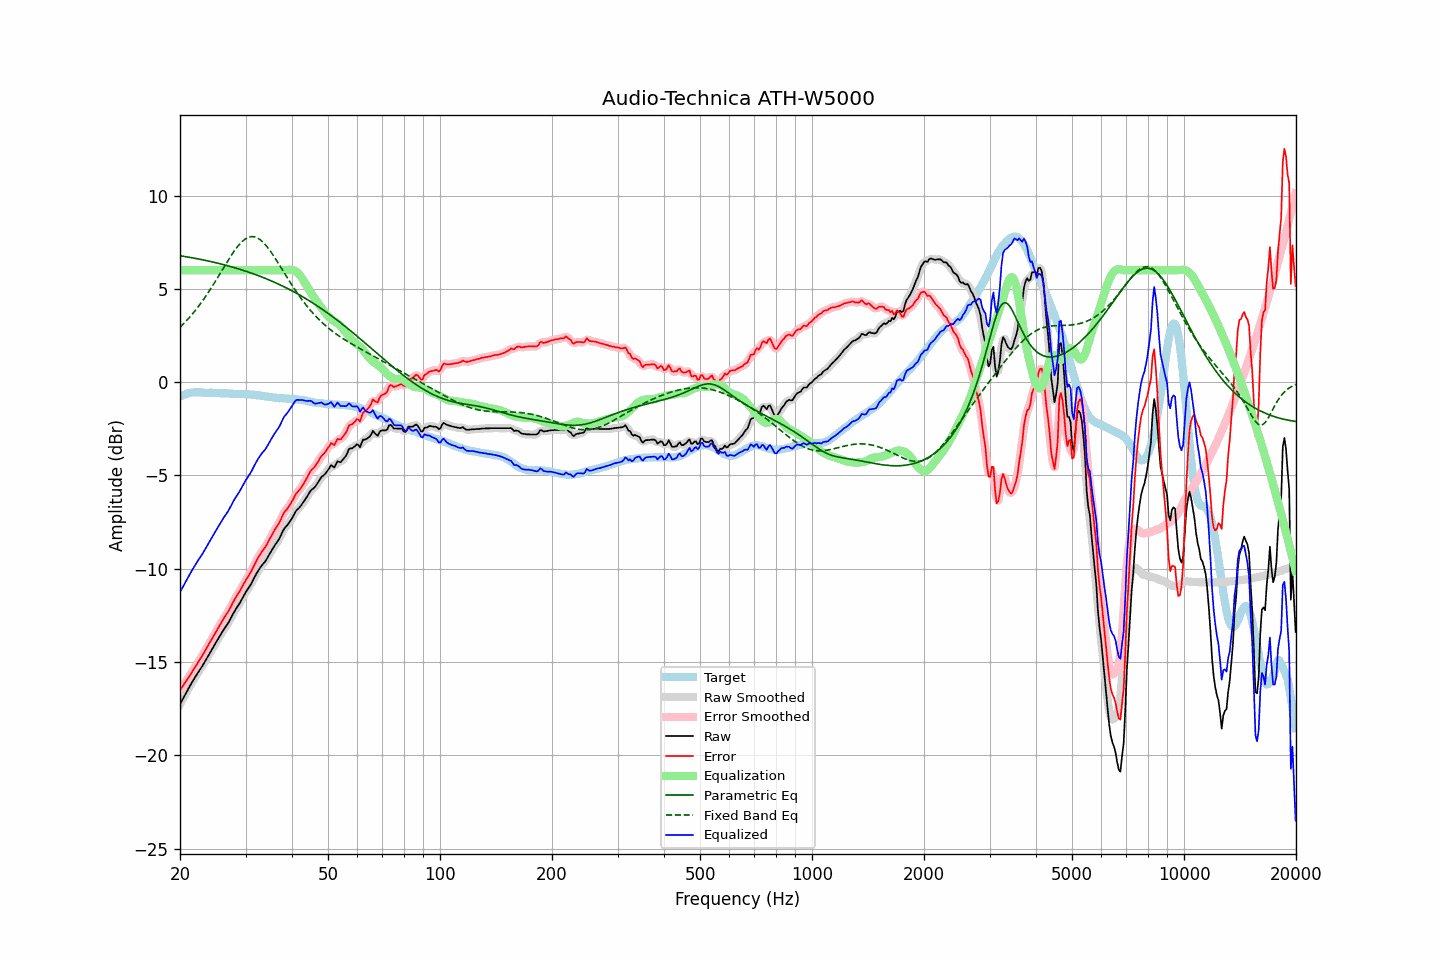 Audio-Technica ATH-W5000
Amplitude (dBr)
10
5
0
−5
−10
−15
−20
−25
Target
Raw Smoothed
Error Smoothed
Raw
Error
Equalization
Parametric Eq
Fixed Band Eq
Equalized
20 50 100 200 500 1000 2000 5000 10000 20000
Frequency (Hz)